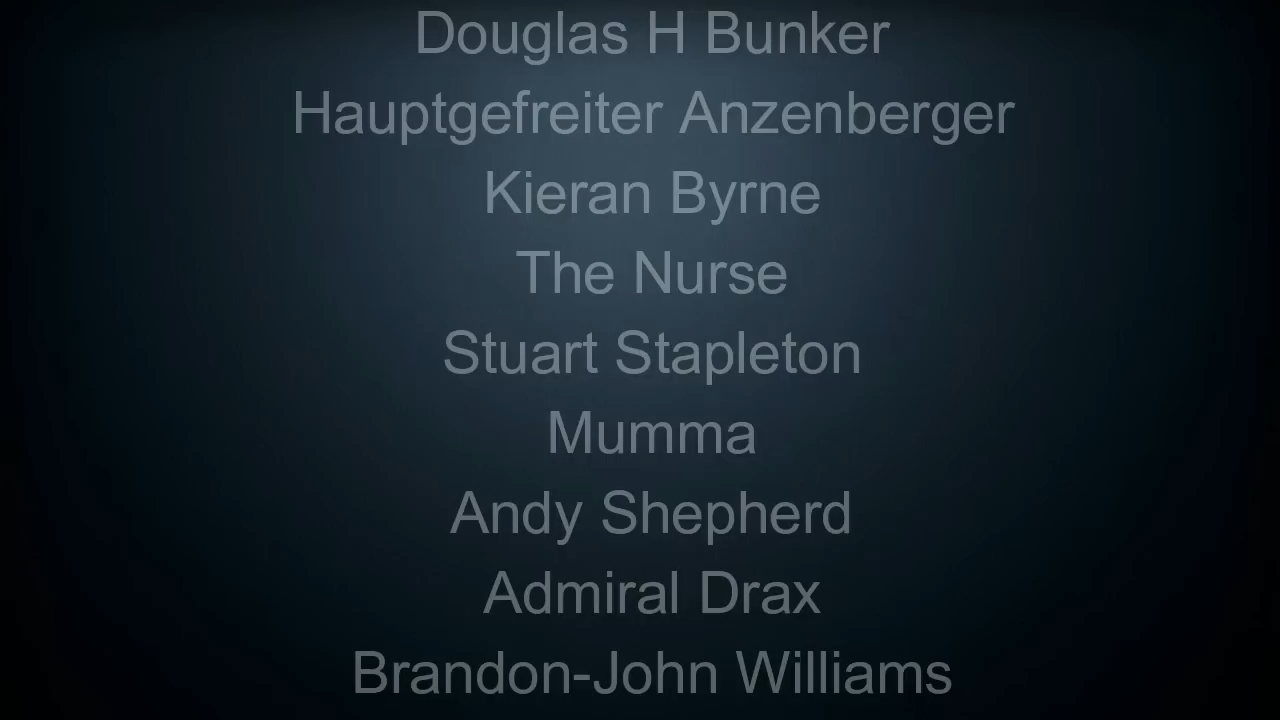 Douglas H Bunker
Hauptgefreiter Anzenberger
Kieran Byrne
The Nurse
Stuart Stapleton
Mumma
Andy Shepherd
Admiral Drax
Brandon-John Williams